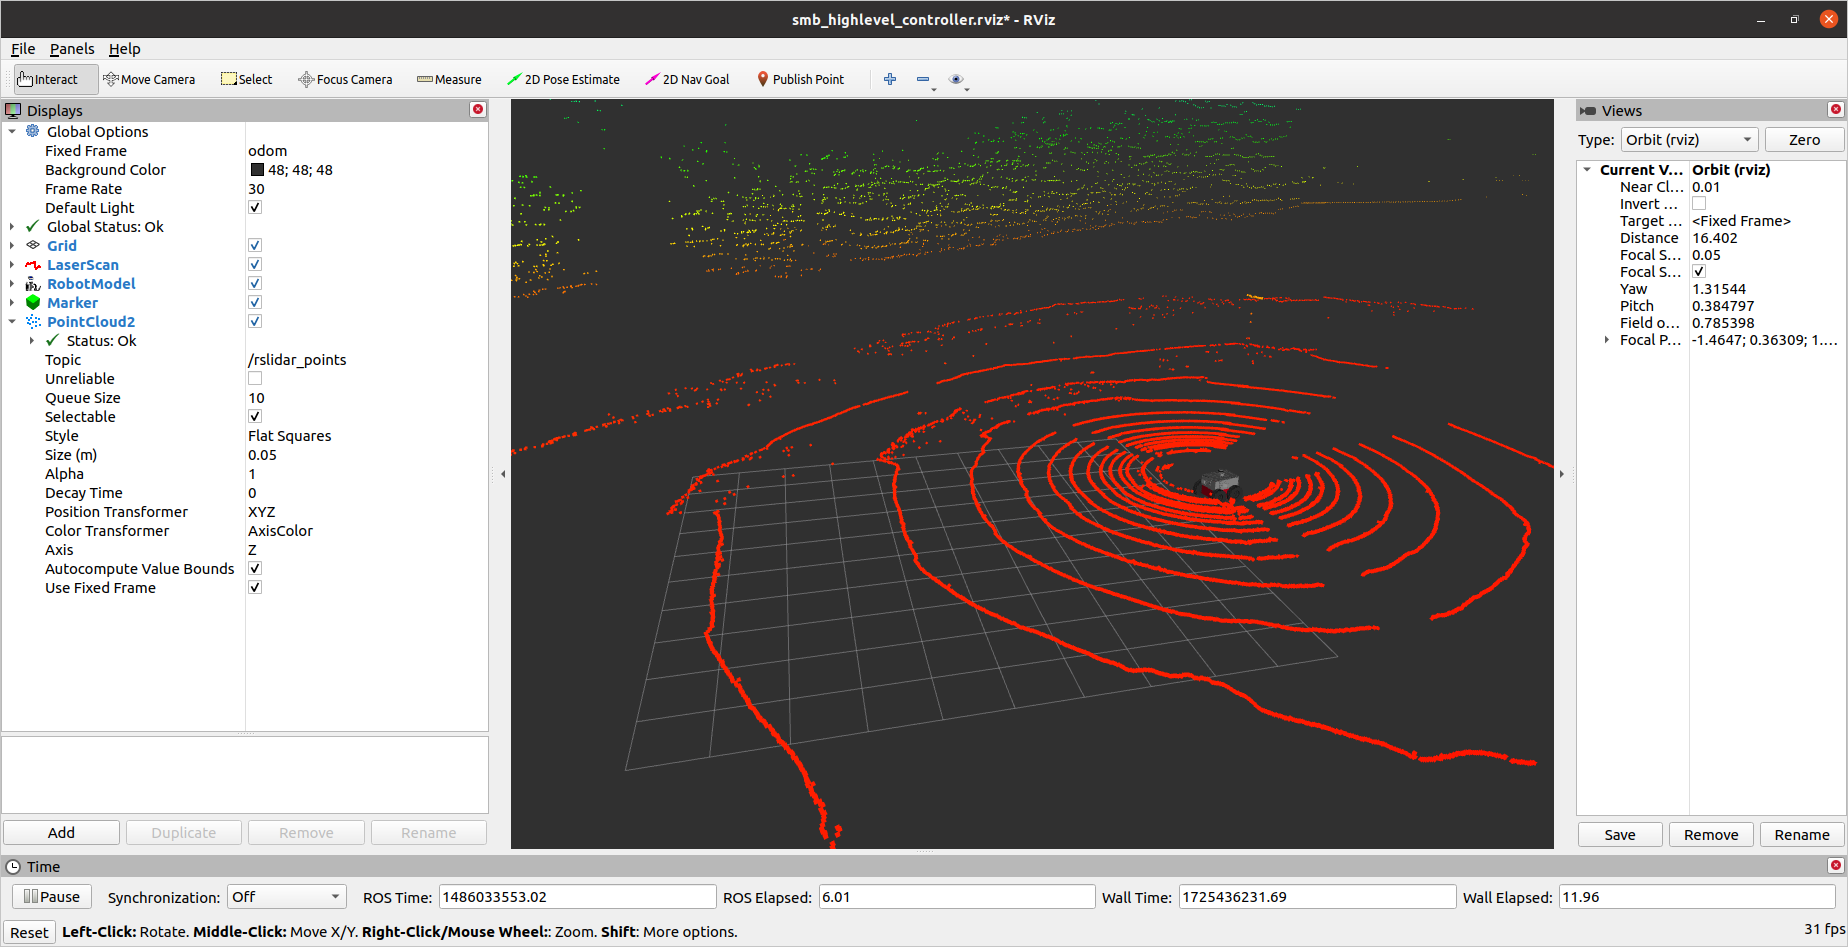 smb_highlevel_controller.rviz* - RViz
File Panels Help
Interact Move Camera Select Focus Camera Measure 2D Pose Estimate 2D Nav Goal Publish Point
Displays
Global Options
Fixed Frame odom
Background Color 48; 48; 48
Frame Rate 30
Default Light
Global Status: Ok
Grid
LaserScan
RobotModel
Marker
PointCloud2
Status: Ok
Topic /rslidar_points
Unreliable
Queue Size 10
Selectable
Style Flat Squares
Size (m) 0.05
Alpha 1
Decay Time 0
Position Transformer XYZ
Color Transformer AxisColor
Axis Z
Autocompute Value Bounds
Use Fixed Frame
Add Duplicate Remove Rename
Views
Type: Orbit (rviz) Zero
Current V... Orbit (rviz)
Near Cl... 0.01
Invert ...
Target ... <Fixed Frame>
Distance 16.402
Focal S... 0.05
Focal S...
Yaw 1.31544
Pitch 0.384797
Field o... 0.785398
Focal P... -1.4647; 0.36309; 1....
Save Remove Rename
Time
Pause Synchronization: Off ROS Time: 1486033553.02 ROS Elapsed: 6.01 Wall Time: 1725436231.69 Wall Elapsed: 11.96
Reset Left-Click: Rotate. Middle-Click: Move X/Y. Right-Click/Mouse Wheel:: Zoom. Shift: More options. 31 fps